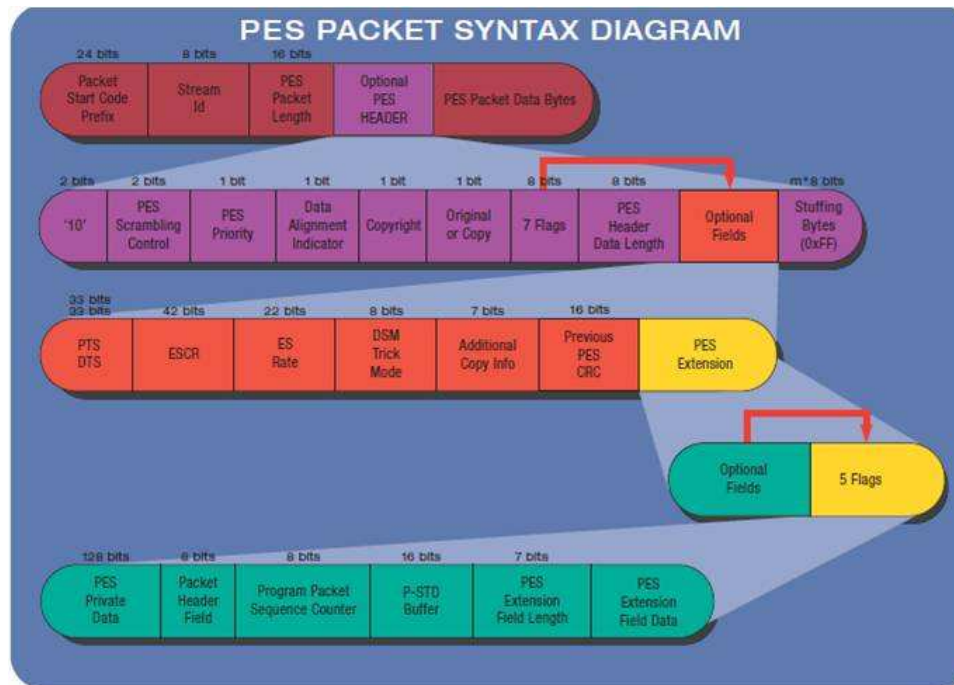 PES PACKET SYNTAX DIAGRAM
24 bits 8 bits 16 bits
Packet
Start Code
Prefix
Stream
Id
PES
Packet
Length
Optional
PES
HEADER
PES Packet Data Bytes
2 bits 2 bits 1 bit 1 bit 1 bit 1 bit 8 bits 8 bits m*8 bits
'10'
PES
Scrambling
Control
PES
Priority
Data
Alignment
Indicator
Copyright
Original
or Copy
7 Flags
PES
Header
Data Length
Optional
Fields
Stuffing
Bytes
(0xFF)
33 bits
33 bits 42 bits 22 bits 8 bits 7 bits 16 bits
PTS
DTS
ESCR
ES
Rate
DSM
Trick
Mode
Additional
Copy Info
Previous
PES
CRC
PES
Extension
Optional
Fields
5 Flags
128 bits 8 bits 8 bits 16 bits 7 bits
PES
Private
Data
Packet
Header
Field
Program Packet
Sequence Counter
P-STD
Buffer
PES
Extension
Field Length
PES
Extension
Field Data